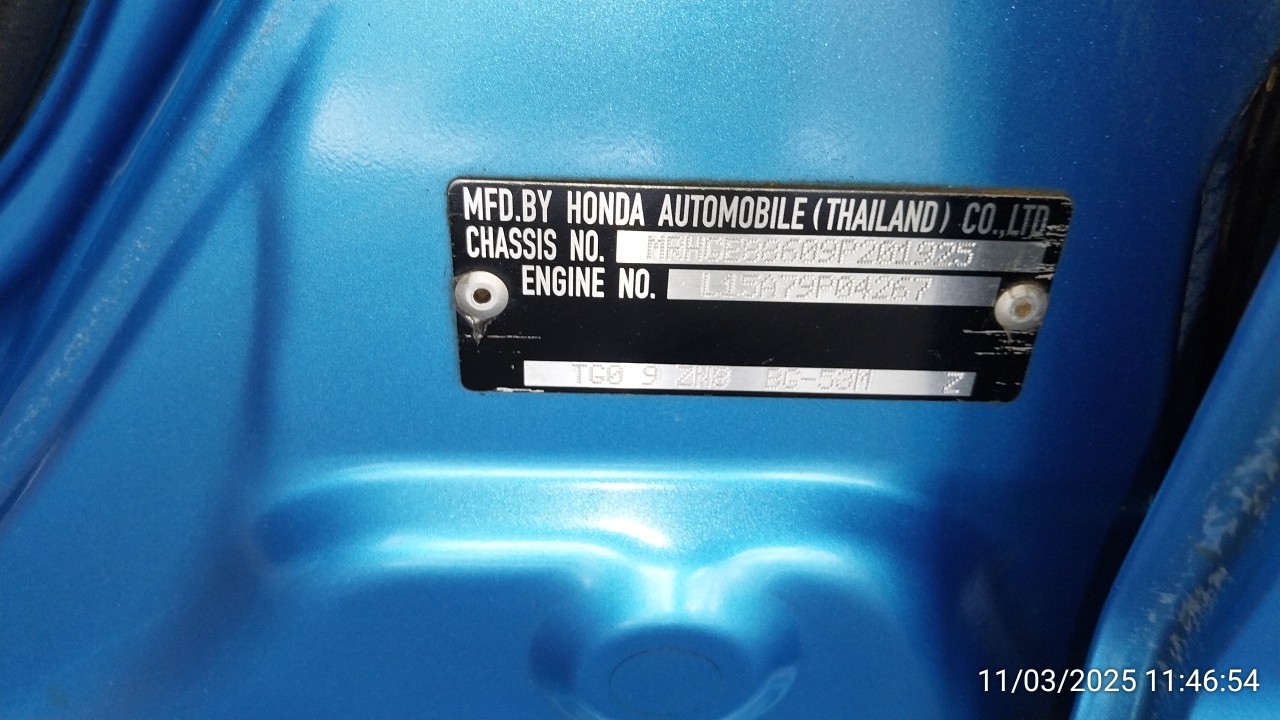 MFD.BY HONDA AUTOMOBILE (THAILAND) CO.,LTD.
CHASSIS NO. MRHGE88609P201925
ENGINE NO. L15A79P04267
TG0 9 ZN0 BG-53M Z
11/03/2025 11:46:54